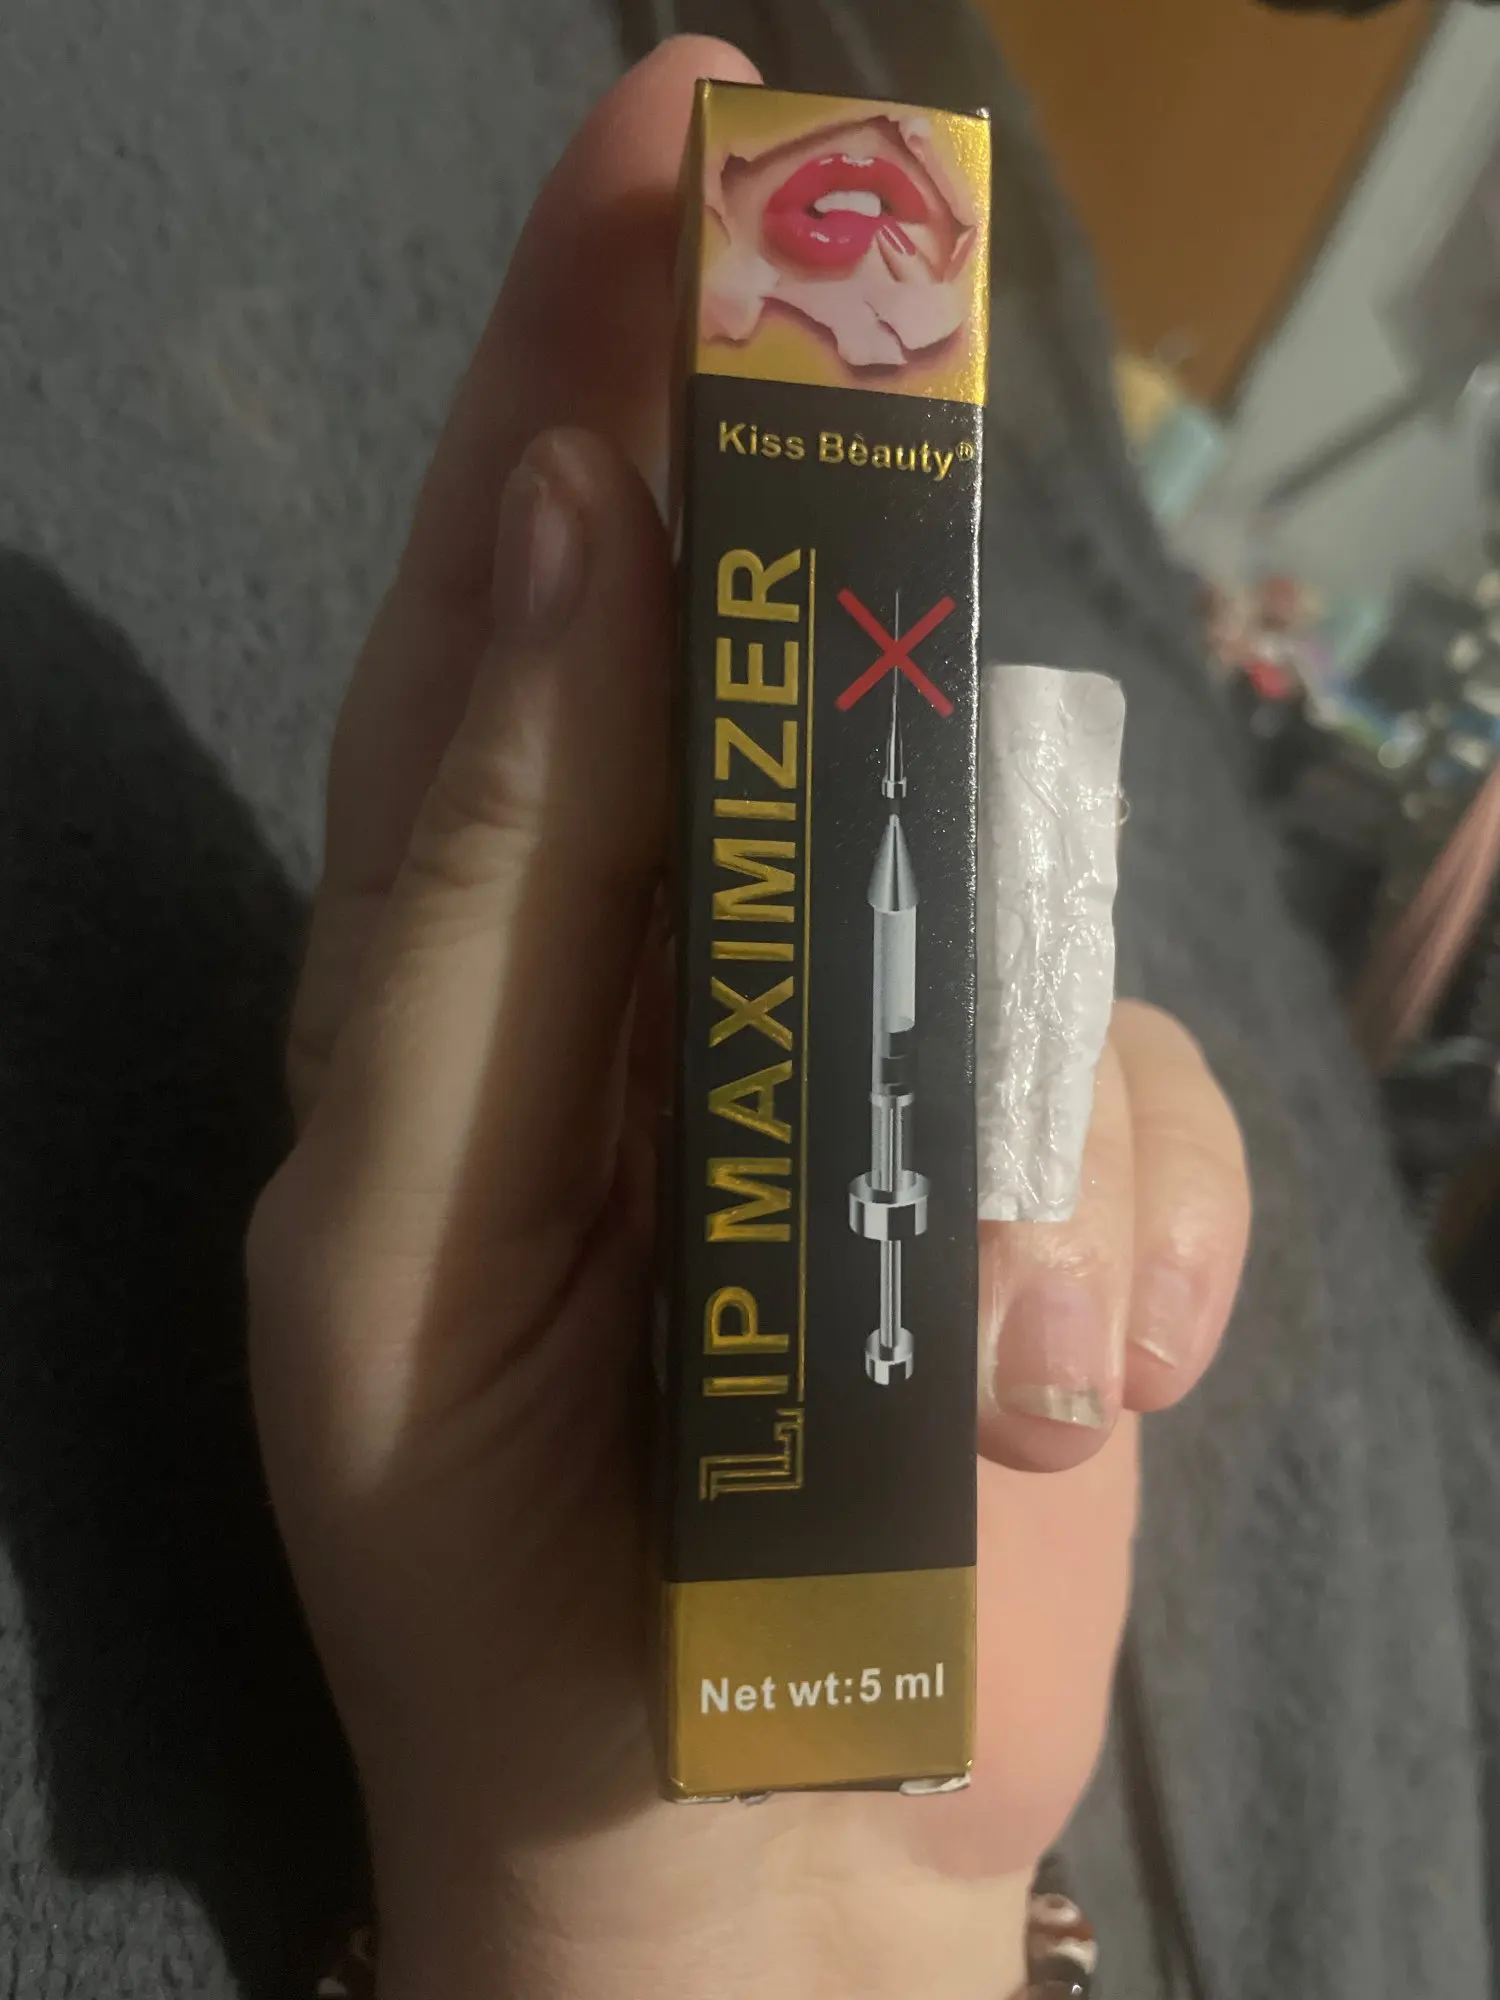 Kiss Bèauty®
LIP MAXIMIZER
Net wt:5 ml